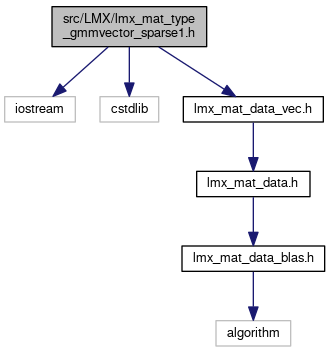 src/LMX/lmx_mat_type
_gmmvector_sparse1.h
iostream
cstdlib
lmx_mat_data_vec.h
lmx_mat_data.h
lmx_mat_data_blas.h
algorithm